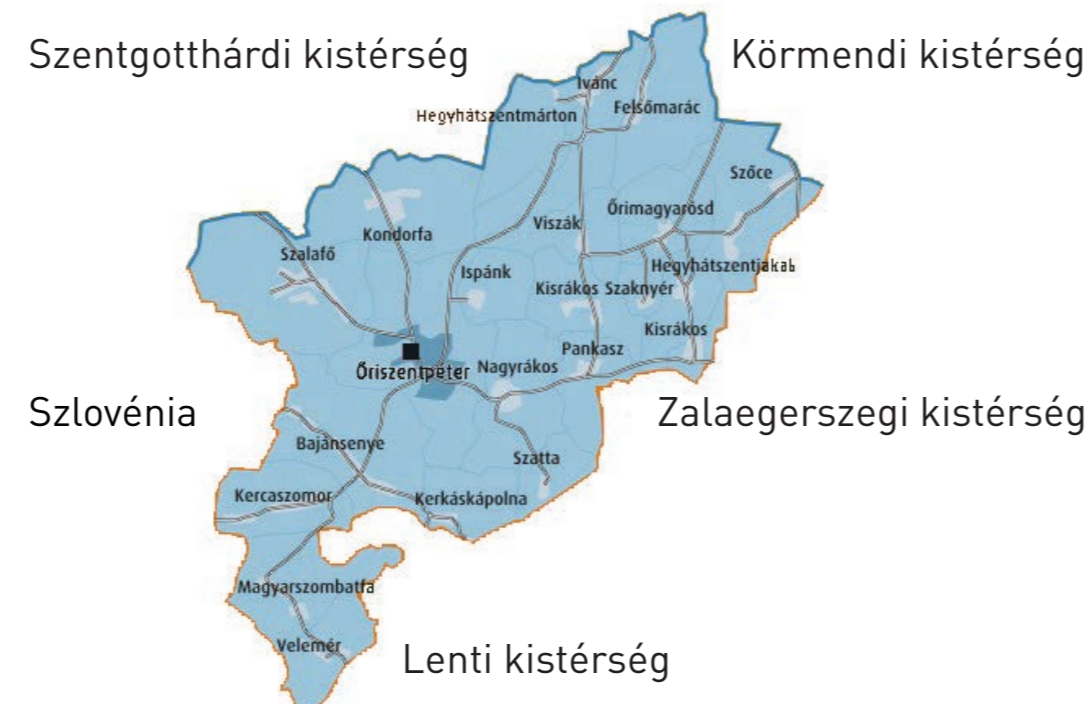 Szentgotthárdi kistérség
Körmendi kistérség
Ivánc
Felsőmarác
Hegyhátszentmárton
Szőce
Őrimagyarósd
Viszák
Kondorfa
Szalafő
Ispánk
Hegyhátszentjakab
Kisrákos
Szaknyér
Kisrákos
Pankasz
Őriszentpéter
Nagyrákos
Szlovénia
Zalaegerszegi kistérség
Bajánsenye
Szatta
Kercaszomor
Kerkáskápolna
Magyarszombatfa
Velemér
Lenti kistérség